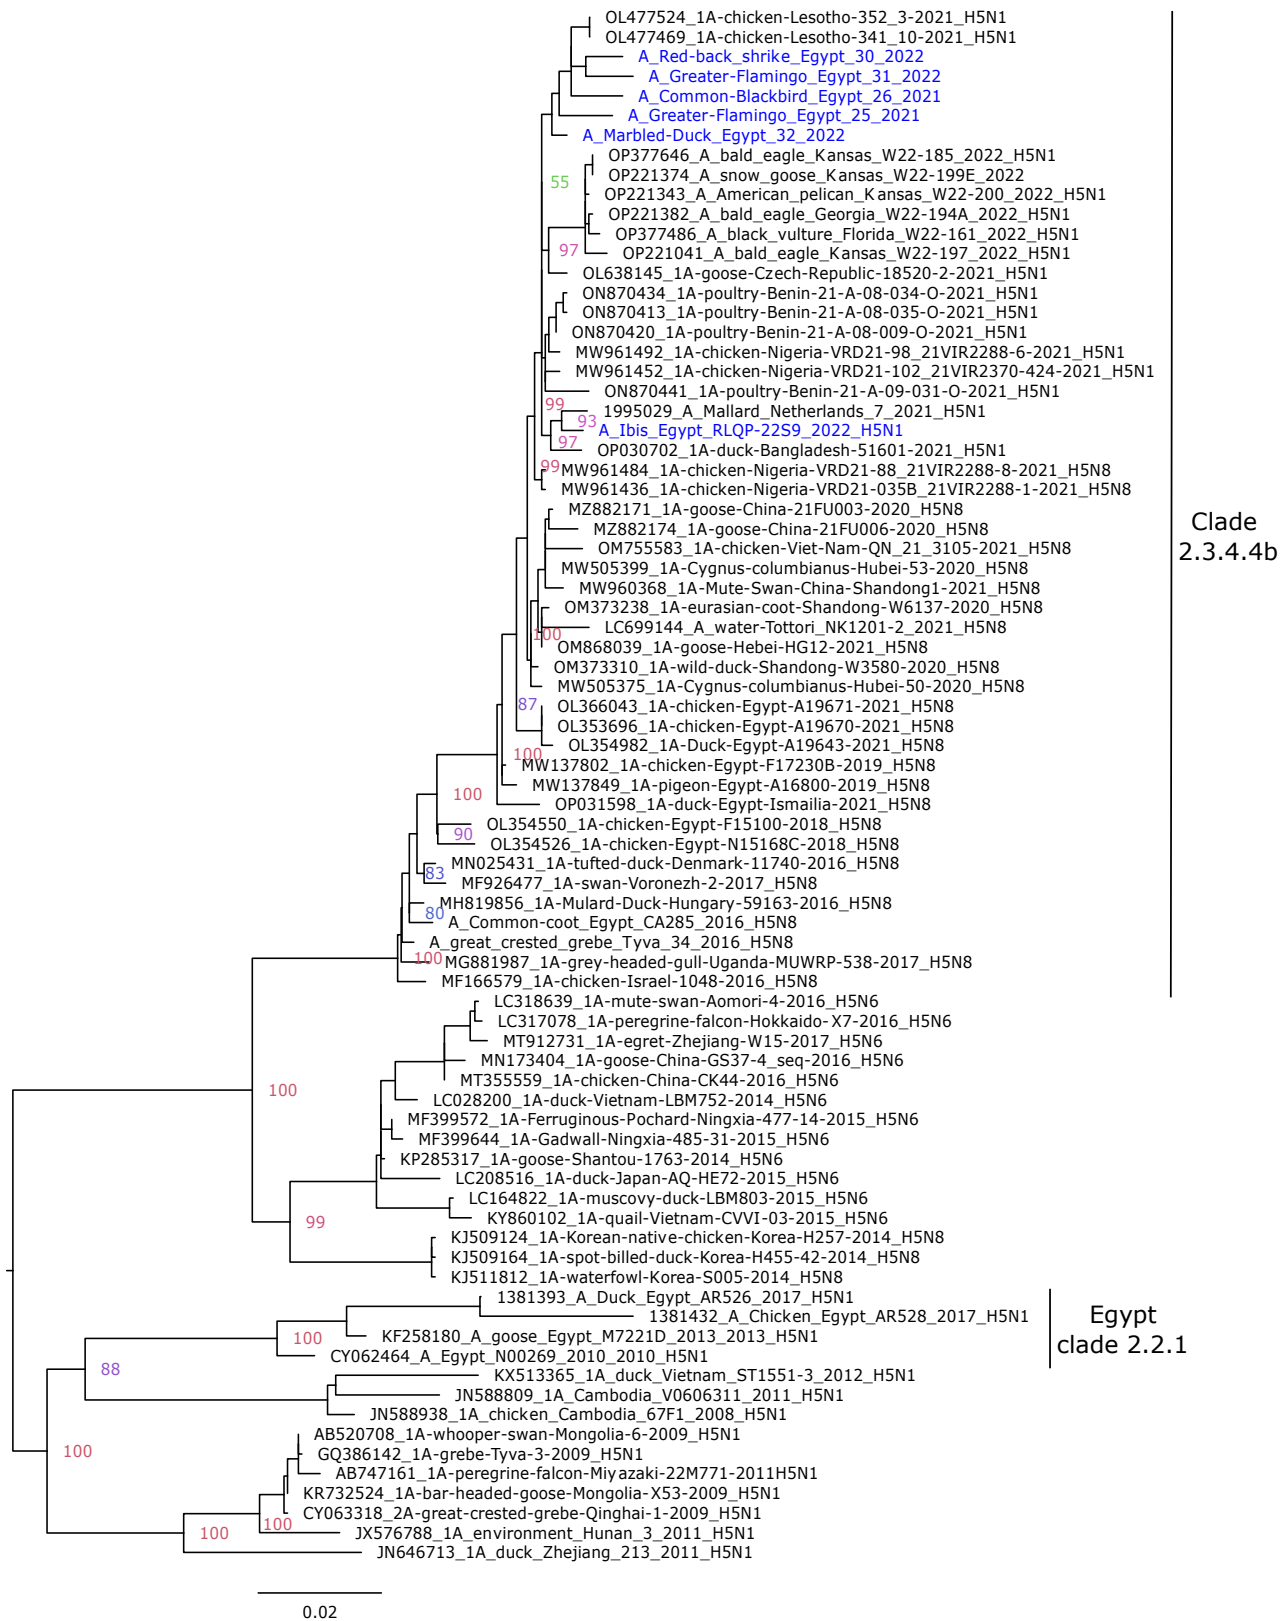 OL477524_1A-chicken-Lesotho-352_3-2021_H5N1
OL477469_1A-chicken-Lesotho-341_10-2021_H5N1
A_Red-back_shrike_Egypt_30_2022
A_Greater-Flamingo_Egypt_31_2022
A_Common-Blackbird_Egypt_26_2021
A_Greater-Flamingo_Egypt_25_2021
A_Marbled-Duck_Egypt_32_2022
OP377646_A_bald_eagle_Kansas_W22-185_2022_H5N1
OP221374_A_snow_goose_Kansas_W22-199E_2022
55
OP221343_A_American_pelican_Kansas_W22-200_2022_H5N1
OP221382_A_bald_eagle_Georgia_W22-194A_2022_H5N1
OP377486_A_black_vulture_Florida_W22-161_2022_H5N1
97
OP221041_A_bald_eagle_Kansas_W22-197_2022_H5N1
OL638145_1A-goose-Czech-Republic-18520-2-2021_H5N1
ON870434_1A-poultry-Benin-21-A-08-034-O-2021_H5N1
ON870413_1A-poultry-Benin-21-A-08-035-O-2021_H5N1
ON870420_1A-poultry-Benin-21-A-08-009-O-2021_H5N1
MW961492_1A-chicken-Nigeria-VRD21-98_21VIR2288-6-2021_H5N1
MW961452_1A-chicken-Nigeria-VRD21-102_21VIR2370-424-2021_H5N1
ON870441_1A-poultry-Benin-21-A-09-031-O-2021_H5N1
99
1995029_A_Mallard_Netherlands_7_2021_H5N1
93
A_Ibis_Egypt_RLQP-22S9_2022_H5N1
97
OP030702_1A-duck-Bangladesh-51601-2021_H5N1
99
MW961484_1A-chicken-Nigeria-VRD21-88_21VIR2288-8-2021_H5N8
MW961436_1A-chicken-Nigeria-VRD21-035B_21VIR2288-1-2021_H5N8
MZ882171_1A-goose-China-21FU003-2020_H5N8
MZ882174_1A-goose-China-21FU006-2020_H5N8
Clade
2.3.4.4b
OM755583_1A-chicken-Viet-Nam-QN_21_3105-2021_H5N8
MW505399_1A-Cygnus-columbianus-Hubei-53-2020_H5N8
MW960368_1A-Mute-Swan-China-Shandong1-2021_H5N8
OM373238_1A-eurasian-coot-Shandong-W6137-2020_H5N8
LC699144_A_water-Tottori_NK1201-2_2021_H5N8
100
OM868039_1A-goose-Hebei-HG12-2021_H5N8
OM373310_1A-wild-duck-Shandong-W3580-2020_H5N8
MW505375_1A-Cygnus-columbianus-Hubei-50-2020_H5N8
87
OL366043_1A-chicken-Egypt-A19671-2021_H5N8
OL353696_1A-chicken-Egypt-A19670-2021_H5N8
OL354982_1A-Duck-Egypt-A19643-2021_H5N8
100
MW137802_1A-chicken-Egypt-F17230B-2019_H5N8
MW137849_1A-pigeon-Egypt-A16800-2019_H5N8
100
OP031598_1A-duck-Egypt-Ismailia-2021_H5N8
OL354550_1A-chicken-Egypt-F15100-2018_H5N8
90
OL354526_1A-chicken-Egypt-N15168C-2018_H5N8
MN025431_1A-tufted-duck-Denmark-11740-2016_H5N8
83
MF926477_1A-swan-Voronezh-2-2017_H5N8
MH819856_1A-Mulard-Duck-Hungary-59163-2016_H5N8
80
A_Common-coot_Egypt_CA285_2016_H5N8
A_great_crested_grebe_Tyva_34_2016_H5N8
100
MG881987_1A-grey-headed-gull-Uganda-MUWRP-538-2017_H5N8
MF166579_1A-chicken-Israel-1048-2016_H5N8
LC318639_1A-mute-swan-Aomori-4-2016_H5N6
LC317078_1A-peregrine-falcon-Hokkaido-X7-2016_H5N6
MT912731_1A-egret-Zhejiang-W15-2017_H5N6
MN173404_1A-goose-China-GS37-4_seq-2016_H5N6
MT355559_1A-chicken-China-CK44-2016_H5N6
100
LC028200_1A-duck-Vietnam-LBM752-2014_H5N6
MF399572_1A-Ferruginous-Pochard-Ningxia-477-14-2015_H5N6
MF399644_1A-Gadwall-Ningxia-485-31-2015_H5N6
KP285317_1A-goose-Shantou-1763-2014_H5N6
LC208516_1A-duck-Japan-AQ-HE72-2015_H5N6
LC164822_1A-muscovy-duck-LBM803-2015_H5N6
KY860102_1A-quail-Vietnam-CVVI-03-2015_H5N6
99
KJ509124_1A-Korean-native-chicken-Korea-H257-2014_H5N8
KJ509164_1A-spot-billed-duck-Korea-H455-42-2014_H5N8
KJ511812_1A-waterfowl-Korea-S005-2014_H5N8
1381393_A_Duck_Egypt_AR526_2017_H5N1
1381432_A_Chicken_Egypt_AR528_2017_H5N1
Egypt
clade 2.2.1
100
KF258180_A_goose_Egypt_M7221D_2013_2013_H5N1
CY062464_A_Egypt_N00269_2010_2010_H5N1
88
KX513365_1A_duck_Vietnam_ST1551-3_2012_H5N1
JN588809_1A_Cambodia_V0606311_2011_H5N1
JN588938_1A_chicken_Cambodia_67F1_2008_H5N1
AB520708_1A-whooper-swan-Mongolia-6-2009_H5N1
100
GQ386142_1A-grebe-Tyva-3-2009_H5N1
AB747161_1A-peregrine-falcon-Miyazaki-22M771-2011H5N1
KR732524_1A-bar-headed-goose-Mongolia-X53-2009_H5N1
CY063318_2A-great-crested-grebe-Qinghai-1-2009_H5N1
100
100
JX576788_1A_environment_Hunan_3_2011_H5N1
JN646713_1A_duck_Zhejiang_213_2011_H5N1
0.02